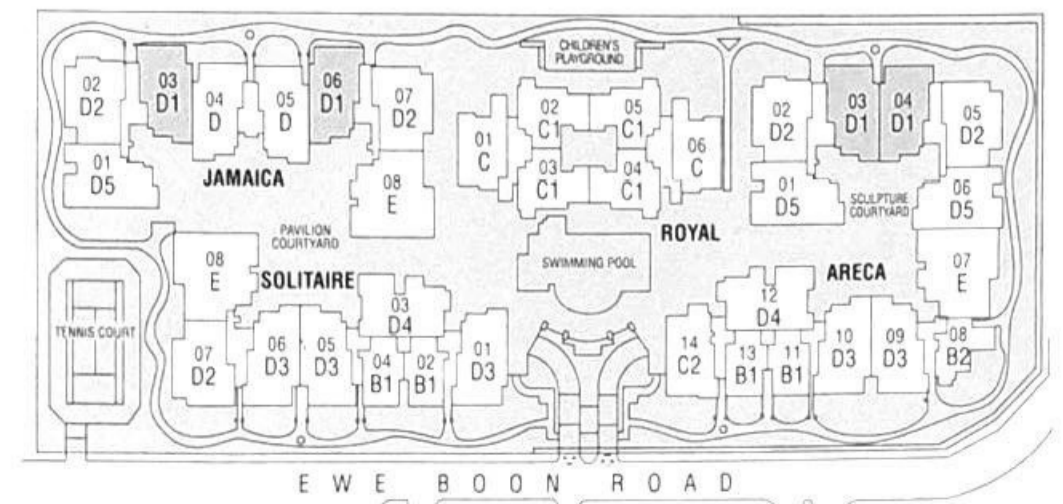 CHILDREN'S
PLAYGROUND
02
D2
03
D1
04
D
05
D
06
D1
07
D2
01
D5
JAMAICA
08
E
01
C
02
C1
05
C1
03
C1
04
C1
06
C
ROYAL
02
D2
03
D1
04
D1
05
D2
01
D5
SCULPTURE
COURTYARD
06
D5
PAVILION
COURTYARD
SWIMMING POOL
08
E
SOLITAIRE
03
D4
ARECA
07
E
12
D4
TENNIS COURT
07
D2
06
D3
05
D3
04
B1
02
B1
01
D3
14
C2
13
B1
11
B1
10
D3
09
D3
08
B2
EWE BOON ROAD